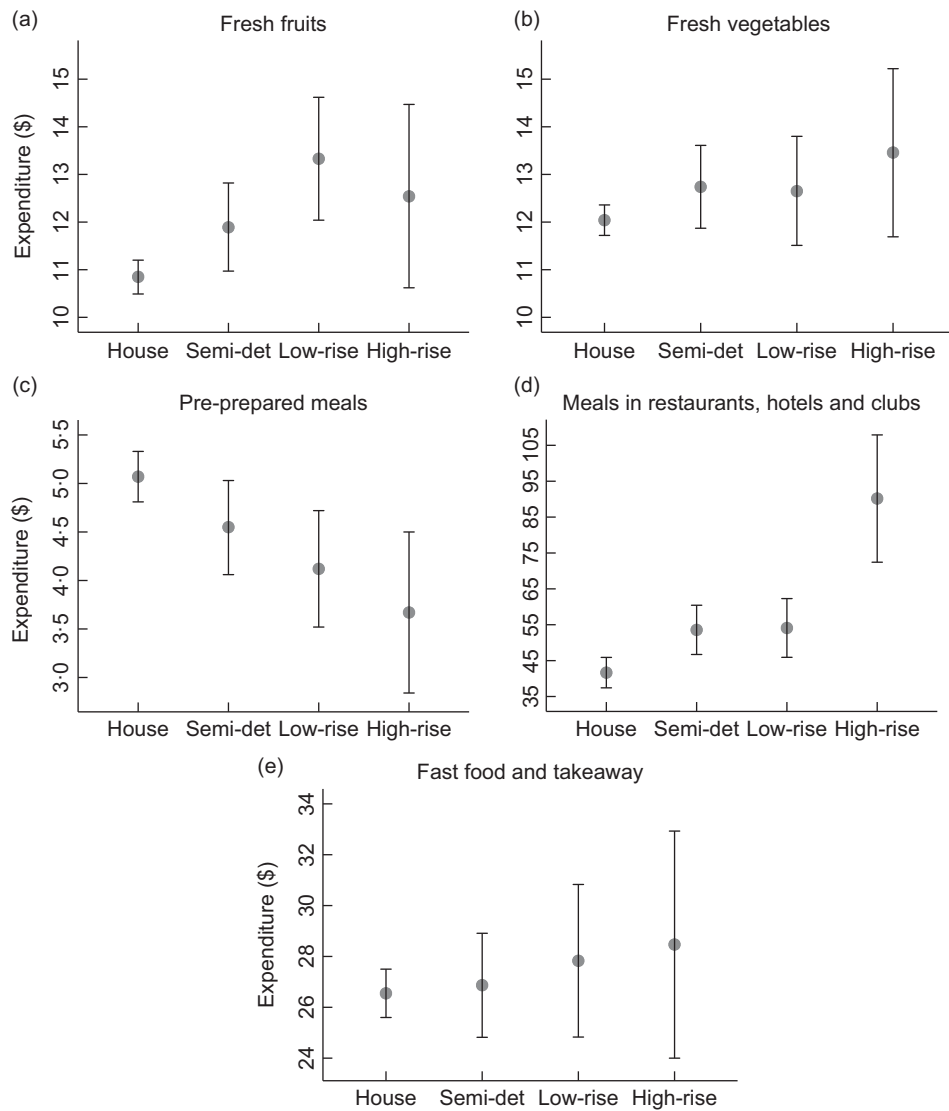 (a)
Fresh fruits
Expenditure ($)
15
14
13
12
11
10
House Semi-det Low-rise High-rise
(b)
Fresh vegetables
15
14
13
12
11
10
House Semi-det Low-rise High-rise
(c)
Pre-prepared meals
Expenditure ($)
5·5
5·0
4·5
4·0
3·5
3·0
House Semi-det Low-rise High-rise
(d)
Meals in restaurants, hotels and clubs
105
95
85
75
65
55
45
35
House Semi-det Low-rise High-rise
(e)
Fast food and takeaway
Expenditure ($)
34
32
30
28
26
24
House Semi-det Low-rise High-rise